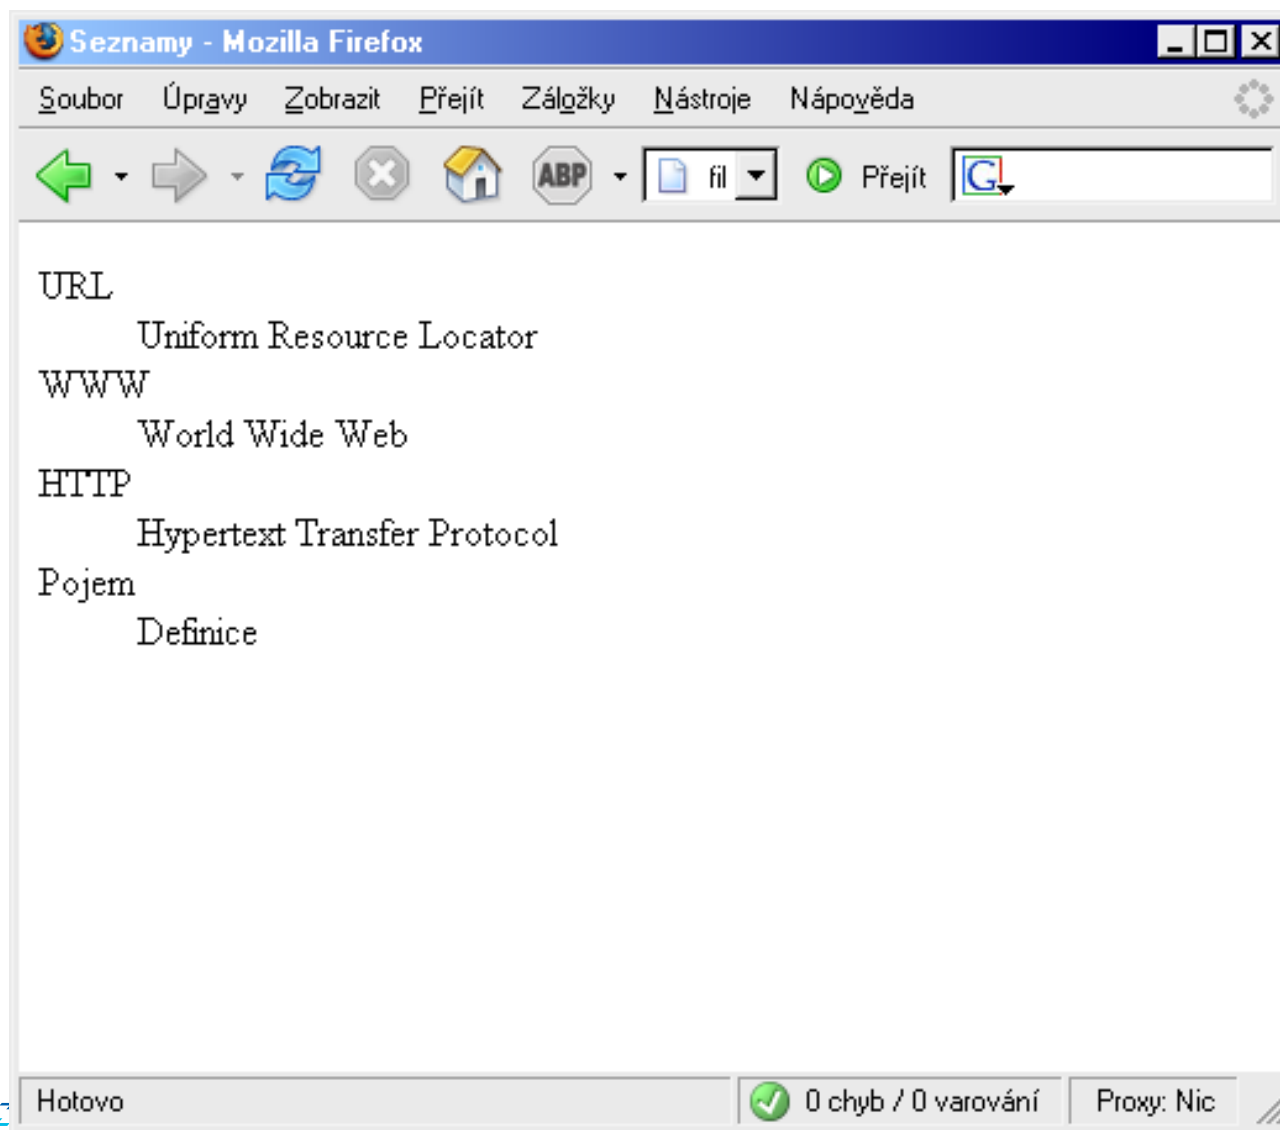 Seznamy - Mozilla Firefox
Soubor Úpravy Zobrazit Přejít Záložky Nástroje Nápověda
ABP fil Přejít G
URL
Uniform Resource Locator
WWW
World Wide Web
HTTP
Hypertext Transfer Protocol
Pojem
Definice
Hotovo 0 chyb / 0 varování Proxy: Nic